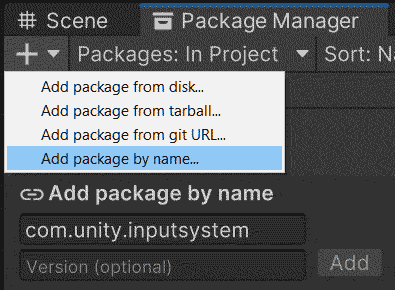 Scene Package Manager
+ Packages: In Project Sort: Na
Add package from disk...
Add package from tarball...
Add package from git URL...
Add package by name...
Add package by name
com.unity.inputsystem
Version (optional) Add